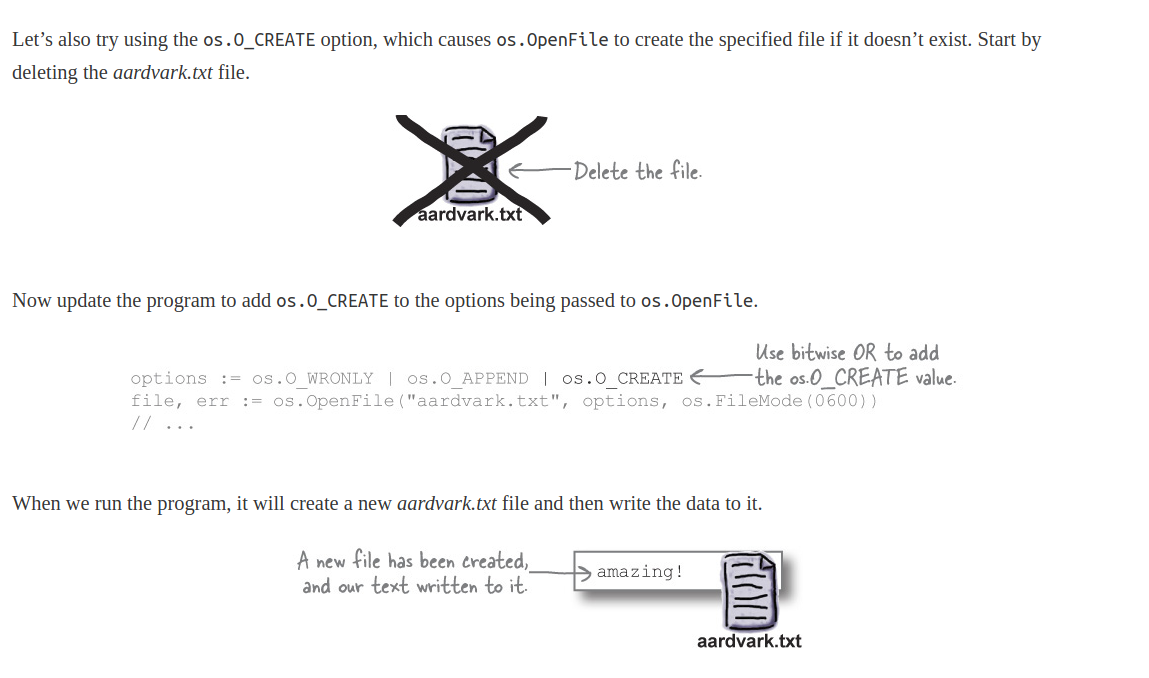 Let’s also try using the os.O_CREATE option, which causes os.OpenFile to create the specified file if it doesn’t exist. Start by
deleting the aardvark.txt file.
Delete the file.
aardvark.txt
Now update the program to add os.O_CREATE to the options being passed to os.OpenFile.
Use bitwise OR to add
the os.O_CREATE value.
options := os.O_WRONLY | os.O_APPEND | os.O_CREATE
file, err := os.OpenFile("aardvark.txt", options, os.FileMode(0600))
// ...
When we run the program, it will create a new aardvark.txt file and then write the data to it.
A new file has been created,
and our text written to it.
amazing!
aardvark.txt